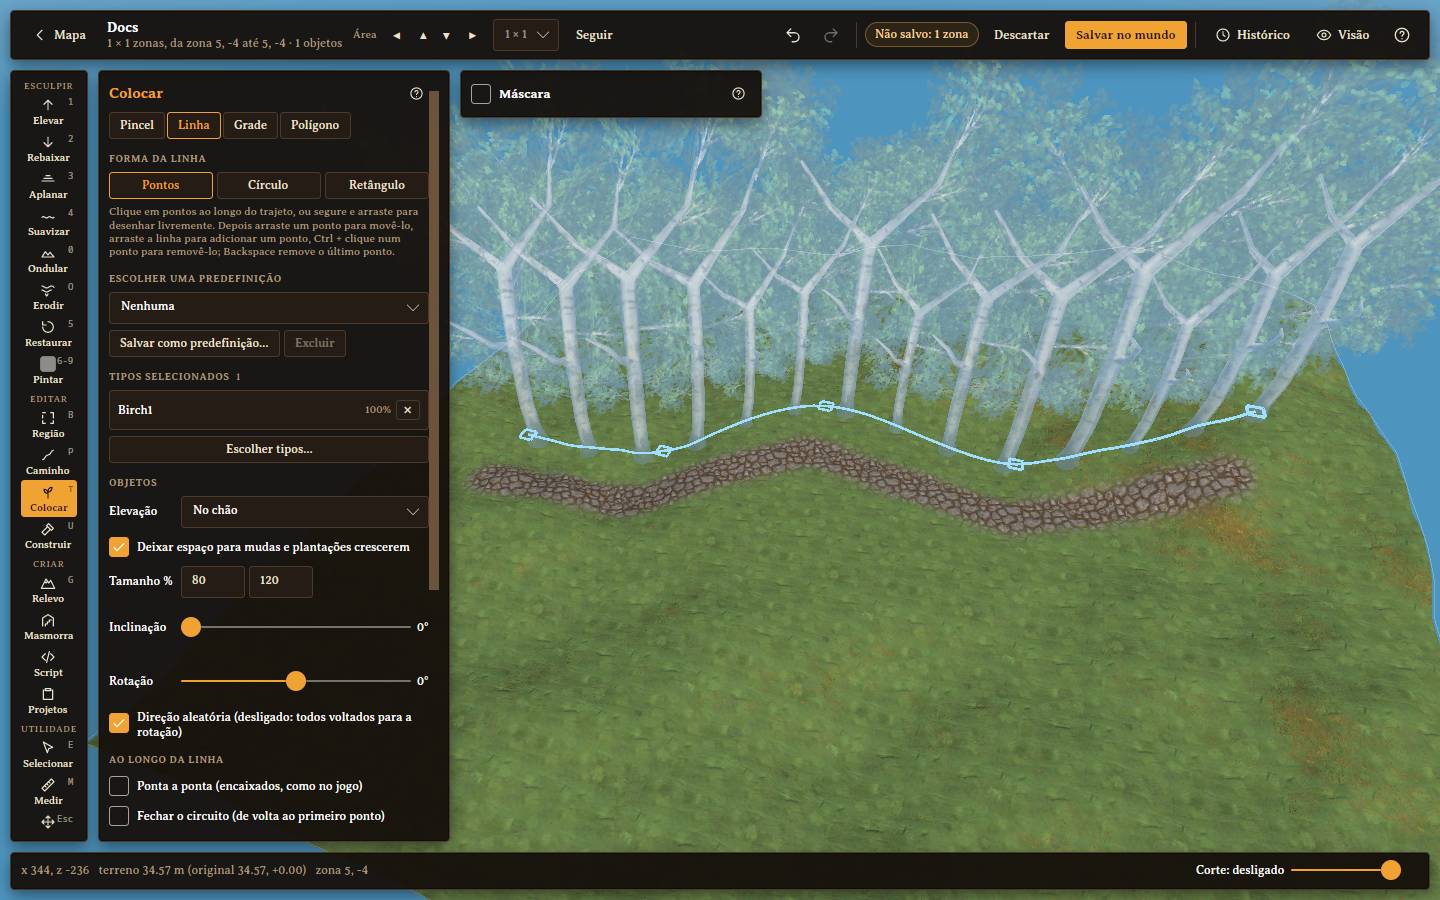 Mapa
Docs
1 × 1 zonas, da zona 5, -4 até 5, -4 · 1 objetos
Área
1 × 1
Seguir
Não salvo: 1 zona
Descartar
Salvar no mundo
Histórico
Visão
ESCULPIR
1
Elevar
2
Rebaixar
3
Aplanar
4
Suavizar
0
Ondular
O
Erodir
5
Restaurar
6-9
Pintar
EDITAR
B
Região
P
Caminho
T
Colocar
U
Construir
CRIAR
G
Relevo
Masmorra
Script
Projetos
UTILIDADE
E
Selecionar
M
Medir
Esc
Colocar
Pincel
Linha
Grade
Polígono
FORMA DA LINHA
Pontos
Círculo
Retângulo
Clique em pontos ao longo do trajeto, ou segure e arraste para
desenhar livremente. Depois arraste um ponto para movê-lo,
arraste a linha para adicionar um ponto, Ctrl + clique num
ponto para removê-lo; Backspace remove o último ponto.
ESCOLHER UMA PREDEFINIÇÃO
Nenhuma
Salvar como predefinição...
Excluir
TIPOS SELECIONADOS 1
Birch1
100%
Escolher tipos...
OBJETOS
Elevação
No chão
Deixar espaço para mudas e plantações crescerem
Tamanho %
80
120
Inclinação
0°
Rotação
0°
Direção aleatória (desligado: todos voltados para a
rotação)
AO LONGO DA LINHA
Ponta a ponta (encaixados, como no jogo)
Fechar o circuito (de volta ao primeiro ponto)
Máscara
x 344, z -236 terreno 34.57 m (original 34.57, +0.00) zona 5, -4
Corte: desligado